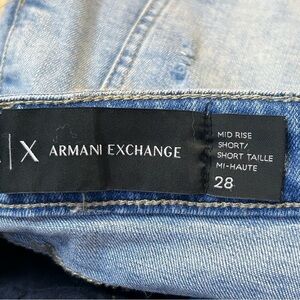 | X ARMANI EXCHANGE
MID RISE
SHORT/
SHORT TAILLE
MI-HAUTE
28